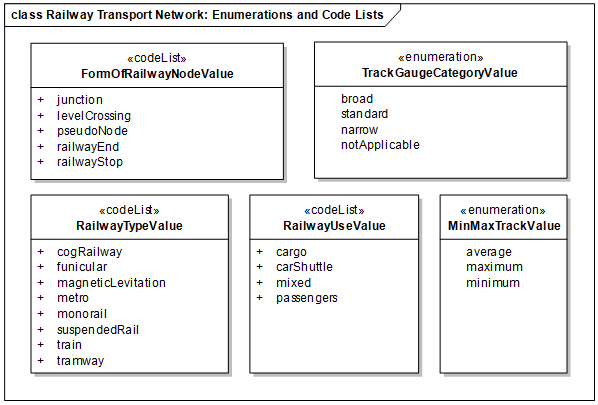 class Railway Transport Network: Enumerations and Code Lists
«codeList»
FormOfRailwayNodeValue
+ junction
+ levelCrossing
+ pseudoNode
+ railwayEnd
+ railwayStop
«enumeration»
TrackGaugeCategoryValue
broad
standard
narrow
notApplicable
«codeList»
RailwayTypeValue
+ cogRailway
+ funicular
+ magneticLevitation
+ metro
+ monorail
+ suspendedRail
+ train
+ tramway
«codeList»
RailwayUseValue
+ cargo
+ carShuttle
+ mixed
+ passengers
«enumeration»
MinMaxTrackValue
average
maximum
minimum